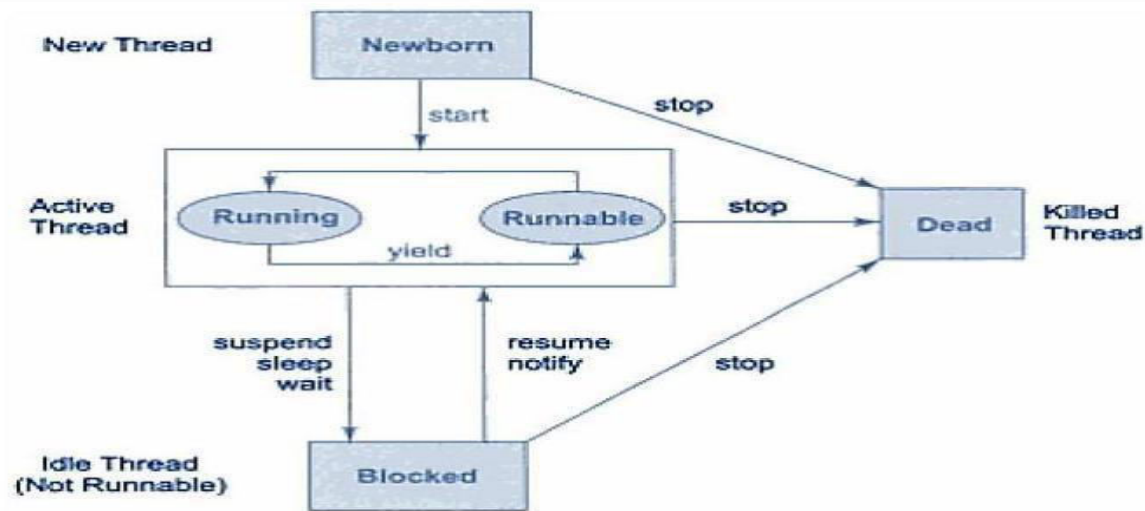 New Thread
Newborn
start
stop
Active
Thread
Running
Runnable
yield
stop
Dead
Killed
Thread
suspend
sleep
wait
resume
notify
stop
Idle Thread
(Not Runnable)
Blocked